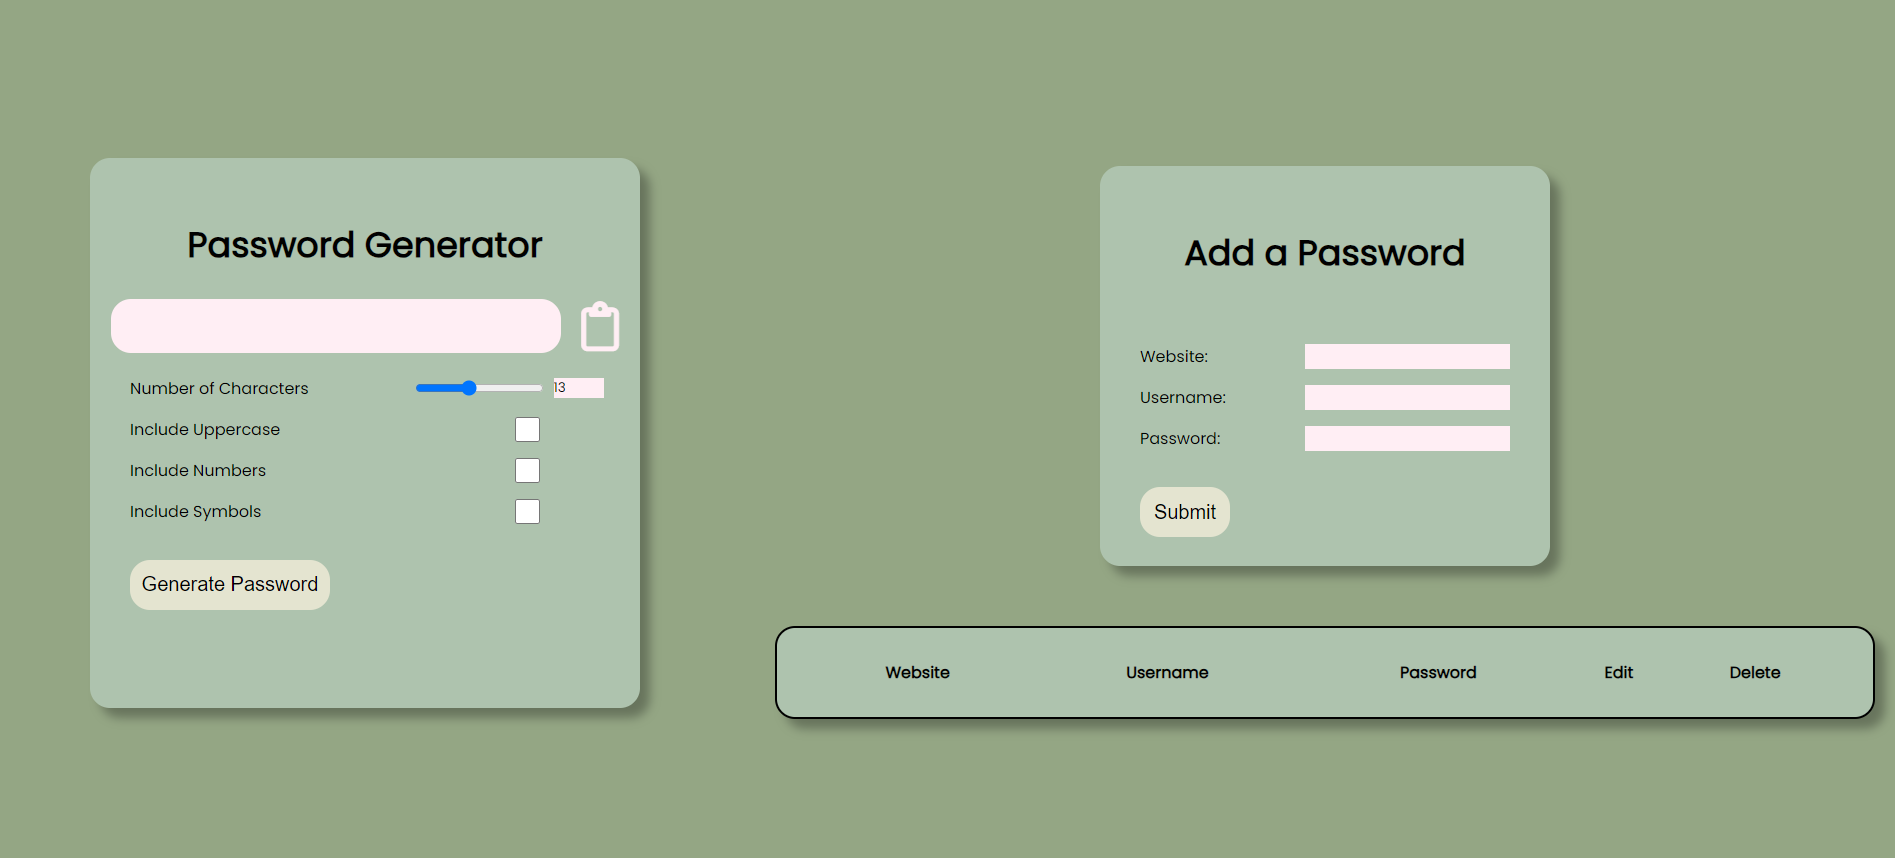 Password Generator
Number of Characters 13
Include Uppercase
Include Numbers
Include Symbols
Generate Password
Add a Password
Website:
Username:
Password:
Submit
Website Username Password Edit Delete